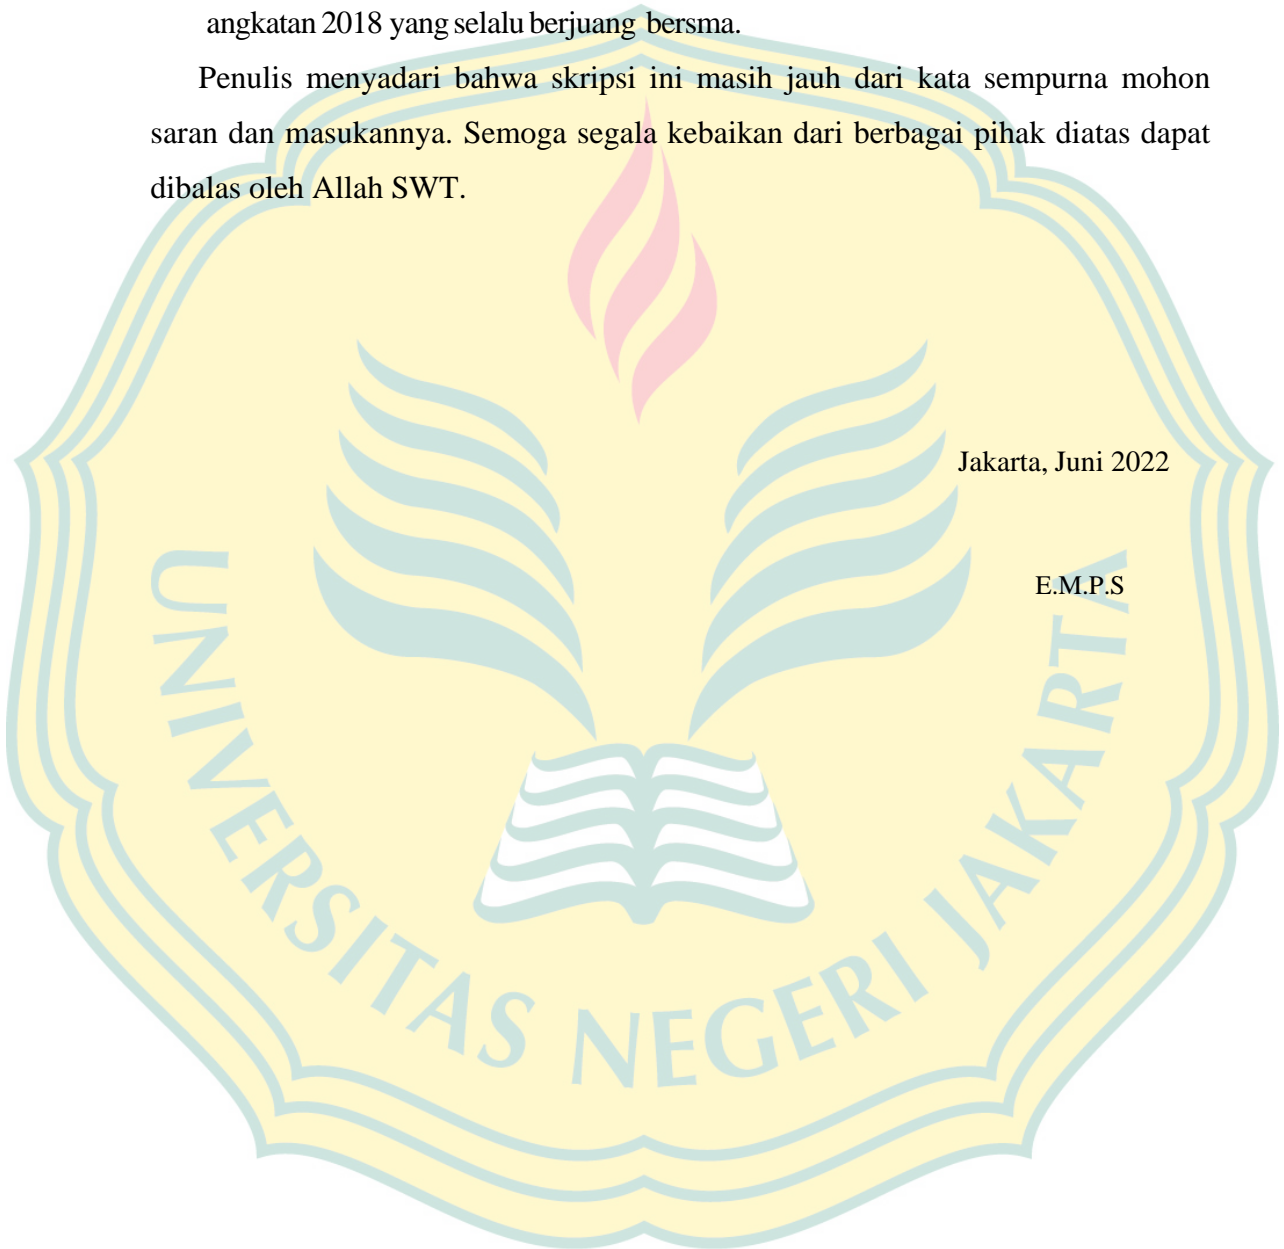 angkatan 2018 yang selalu berjuang bersma.
Penulis menyadari bahwa skripsi ini masih jauh dari kata sempurna mohon
saran dan masukannya. Semoga segala kebaikan dari berbagai pihak diatas dapat
dibalas oleh Allah SWT.
Jakarta, Juni 2022
E.M.P.S
UNIVERSITAS NEGERI JAKARTA